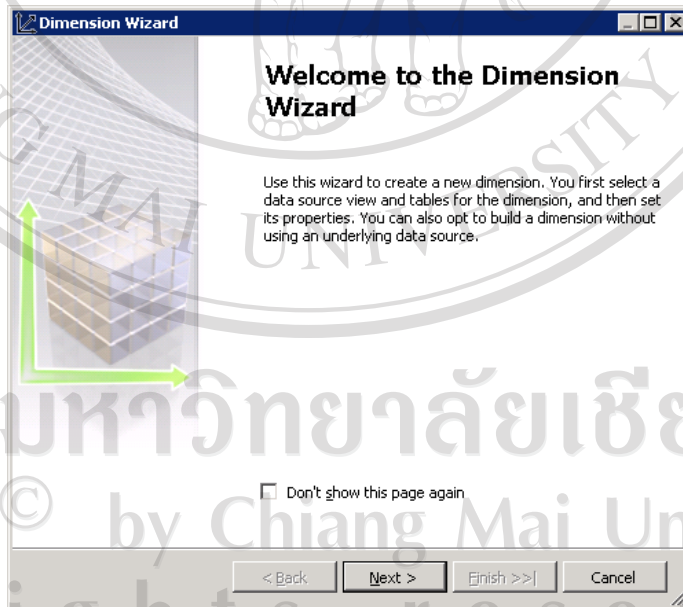 Dimension Wizard
Welcome to the Dimension
Wizard
Use this wizard to create a new dimension. You first select a
data source view and tables for the dimension, and then set
its properties. You can also opt to build a dimension without
using an underlying data source.
MAI UNIVERSITY
มหาวิทยาลัยเชีย
Don't show this page again
© by Chiang Mai Un
< Back Next > Finish >>| Cancel